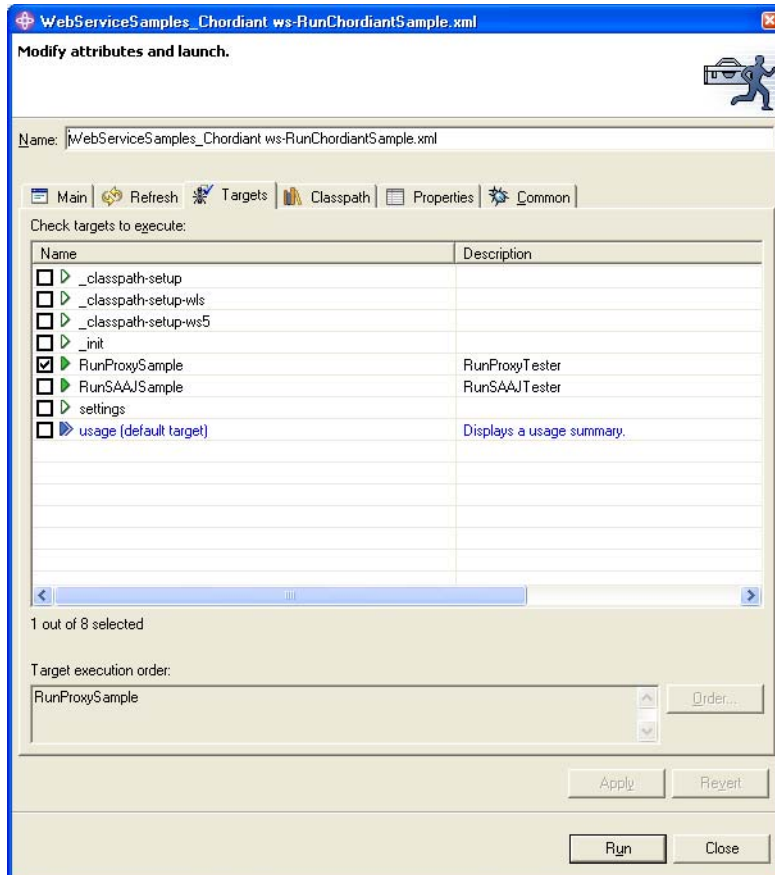 WebServiceSamples_Chordiant ws-RunChordiantSample.xml
Modify attributes and launch.
Name: WebServiceSamples_Chordiant ws-RunChordiantSample.xml
Main Refresh Targets Classpath Properties Common
Check targets to execute:
Name Description
_classpath-setup
_classpath-setup-wls
_classpath-setup-ws5
_init
RunProxySample RunProxyTester
RunSAAJSample RunSAAJTester
settings
usage (default target) Displays a usage summary.
1 out of 8 selected
Target execution order:
RunProxySample
Order...
Apply Revert
Run Close